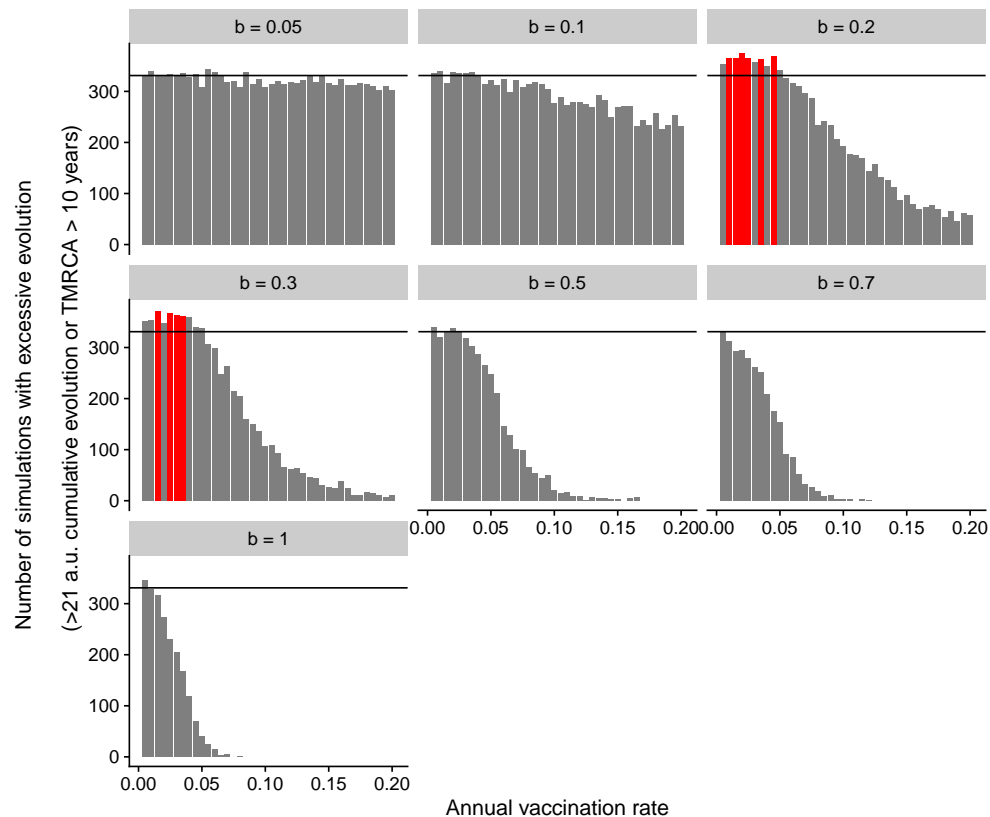 Number of simulations with excessive evolution
(>21 a.u. cumulative evolution or TMRCA > 10 years)
b = 0.05
b = 0.1
b = 0.2
300
200
100
0
b = 0.3
b = 0.5
b = 0.7
300
200
100
0
0.00 0.05 0.10 0.15 0.20
0.00 0.05 0.10 0.15 0.20
b = 1
300
200
100
0
0.00 0.05 0.10 0.15 0.20
Annual vaccination rate